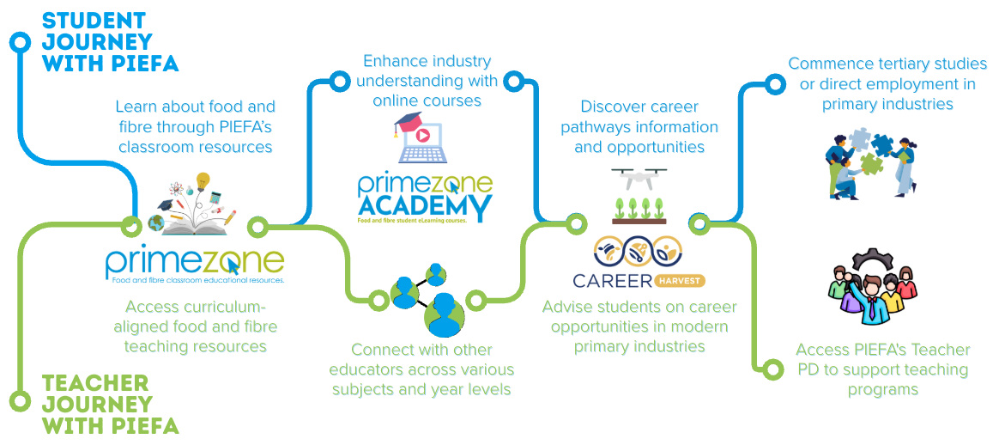 STUDENT
JOURNEY
WITH PIEFA
Learn about food and
fibre through PIEFA's
classroom resources
Enhance industry
understanding with
online courses
primezone
ACADEMY
Food and fibre student eLearning courses.
Discover career
pathways information
and opportunities
Commence tertiary studies
or direct employment in
primary industries
primezone
Food and fibre classroom educational resources.
CAREER HARVEST
Access curriculum-
aligned food and fibre
teaching resources
Connect with other
educators across various
subjects and year levels
Advise students on career
opportunities in modern
primary industries
Access PIEFA's Teacher
PD to support teaching
programs
TEACHER
JOURNEY
WITH PIEFA